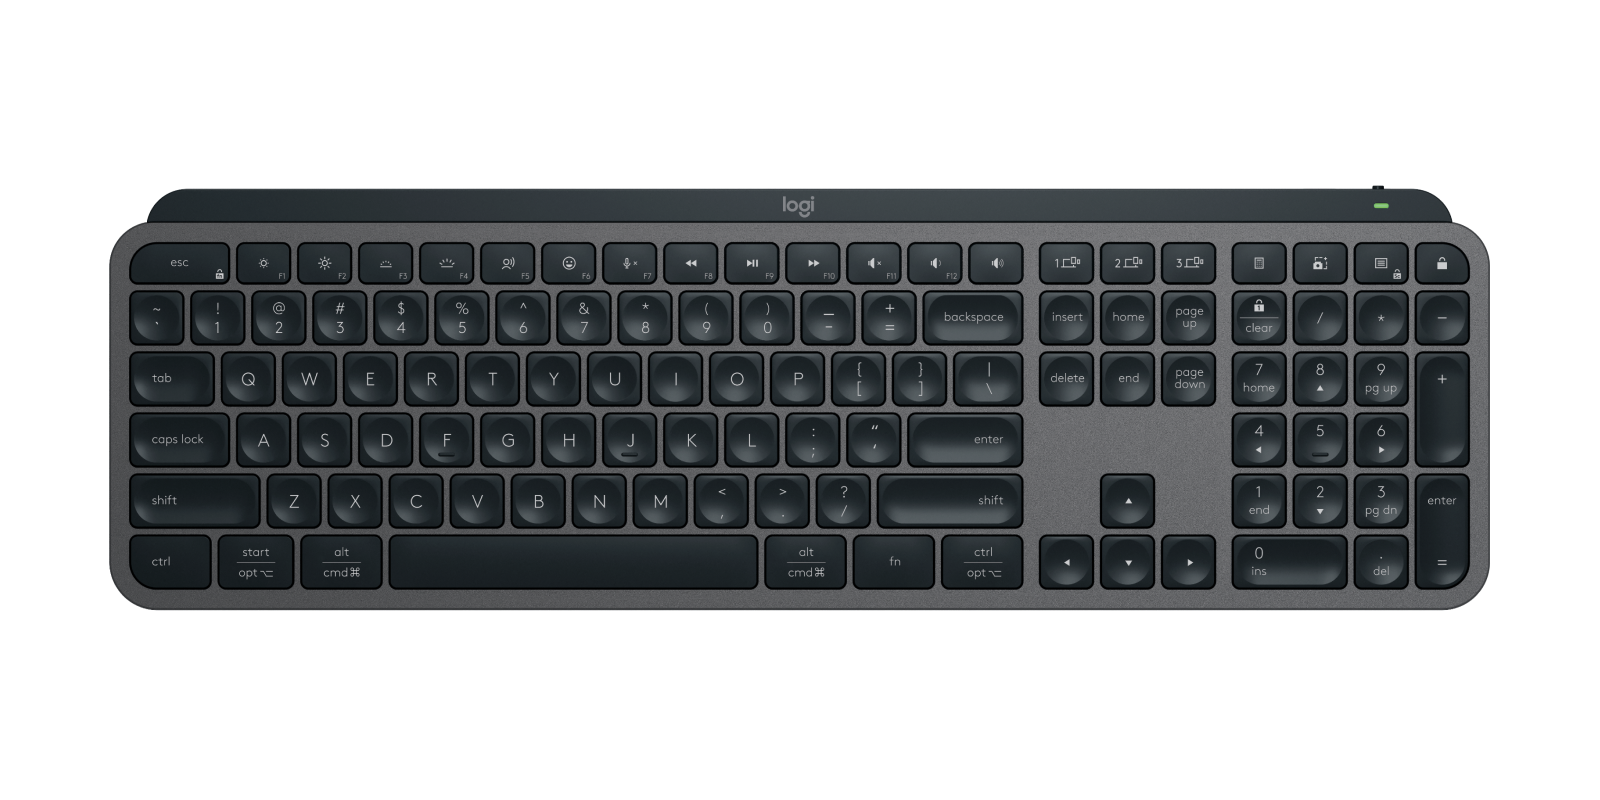 logi
esc F1 F2 F3 F4 F5 F6 F7 F8 F9 F10 F11 F12 1 2 3
~ ! @ # $ % ^ & * ( ) _ + backspace insert home page up clear / * -
` 1 2 3 4 5 6 7 8 9 0 - =
tab Q W E R T Y U I O P { } | delete end page down 7 8 9 +
[ ] \ home pg up
caps lock A S D F G H J K L : “ enter 4 5 6
; ‘
shift Z X C V B N M < > ? shift 1 2 3 enter
, . / end pg dn
ctrl start alt alt fn ctrl 0 . =
opt ⌥ cmd ⌘ cmd ⌘ opt ⌥ ins del